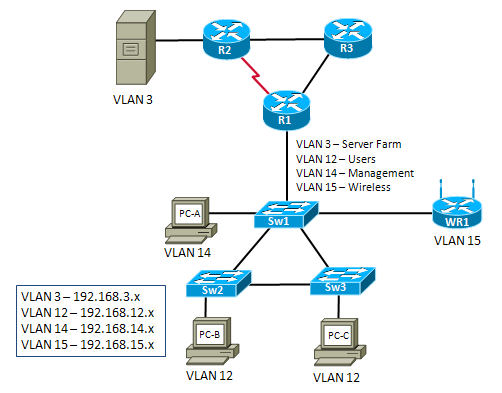 R2
R3
VLAN 3
R1
VLAN 3 – Server Farm
VLAN 12 – Users
VLAN 14 – Management
VLAN 15 – Wireless
PC-A
Sw1
WR1
VLAN 14
VLAN 15
Sw2
Sw3
VLAN 3 – 192.168.3.x
VLAN 12 – 192.168.12.x
VLAN 14 – 192.168.14.x
VLAN 15 – 192.168.15.x
PC-B
PC-C
VLAN 12
VLAN 12